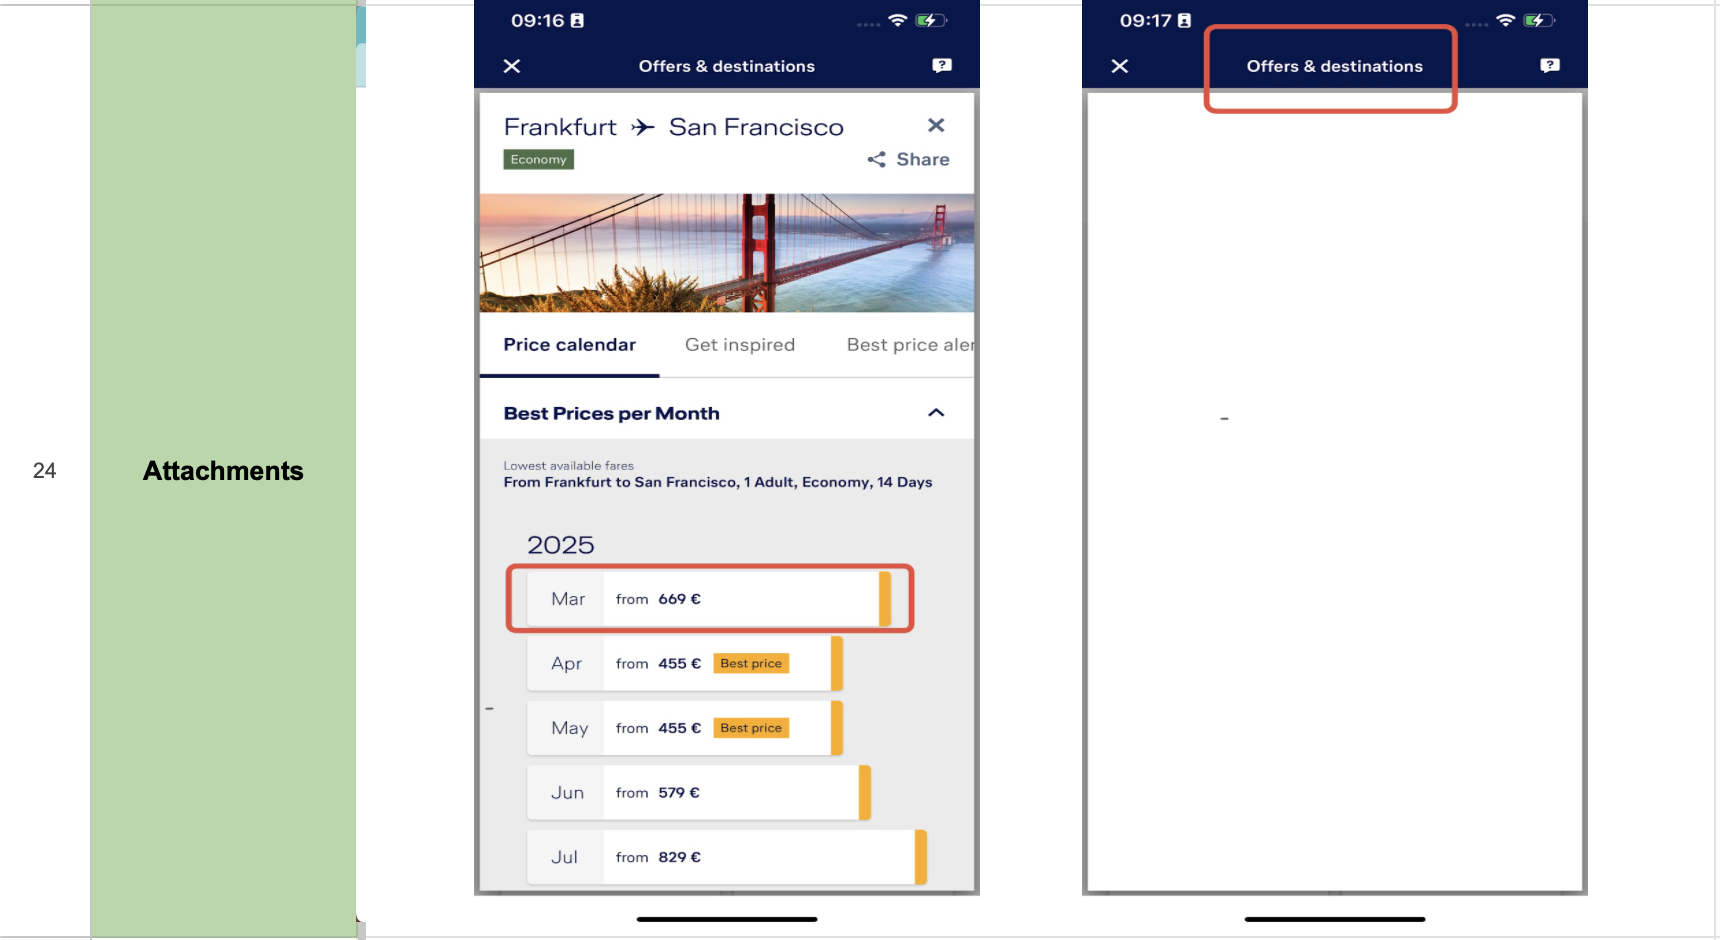 24
Attachments
09:16
Offers & destinations
Frankfurt San Francisco
Economy
Share
Price calendar Get inspired Best price aler
Best Prices per Month
Lowest available fares
From Frankfurt to San Francisco, 1 Adult, Economy, 14 Days
2025
Mar from 669 €
Apr from 455 € Best price
May from 455 € Best price
Jun from 579 €
Jul from 829 €
-
09:17
Offers & destinations
-